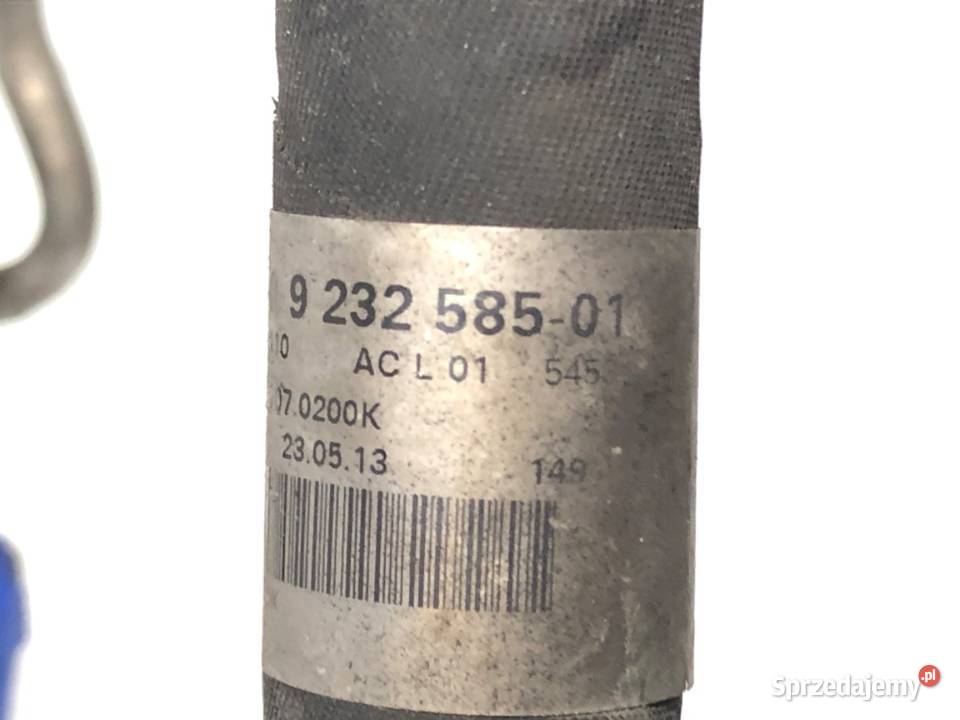 9 232 585-01
10 AC L 01 545
07.0200K
23.05.13 149
Sprzedajemy.pl